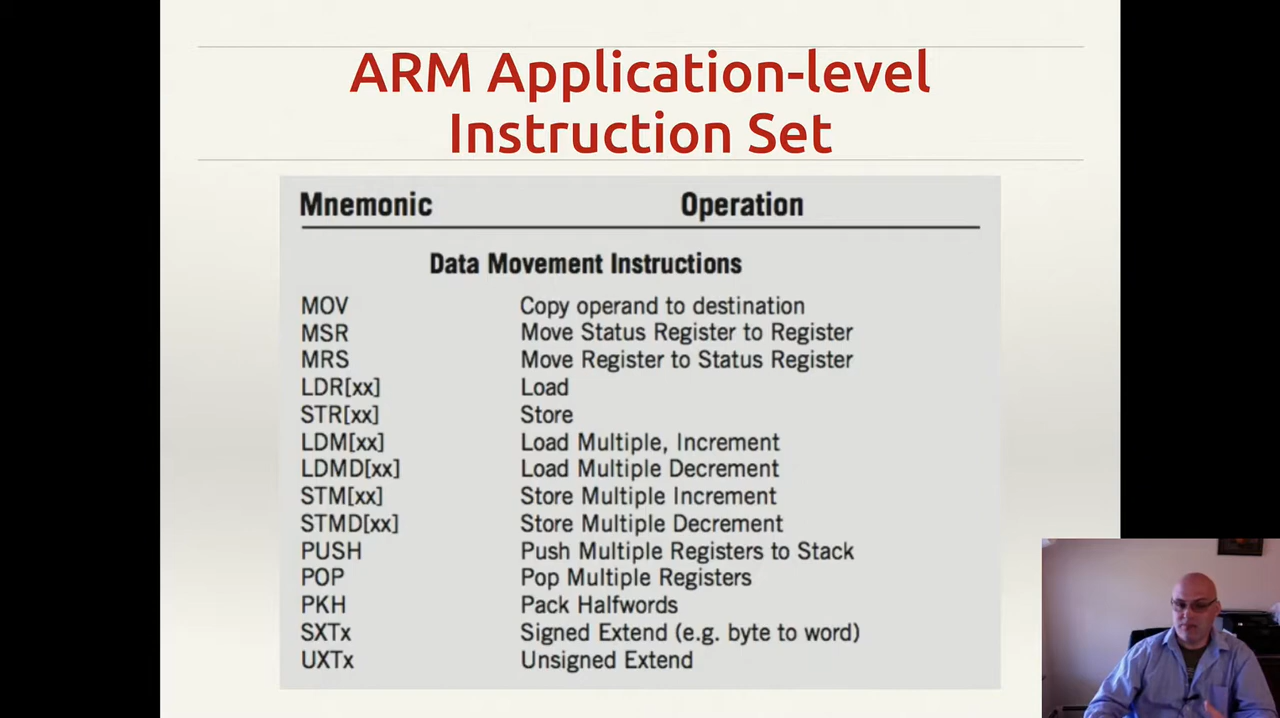 ARM Application-level
Instruction Set
Mnemonic Operation
Data Movement Instructions
MOV Copy operand to destination
MSR Move Status Register to Register
MRS Move Register to Status Register
LDR[xx] Load
STR[xx] Store
LDM[xx] Load Multiple, Increment
LDMD[xx] Load Multiple Decrement
STM[xx] Store Multiple Increment
STMD[xx] Store Multiple Decrement
PUSH Push Multiple Registers to Stack
POP Pop Multiple Registers
PKH Pack Halfwords
SXTx Signed Extend (e.g. byte to word)
UXTx Unsigned Extend